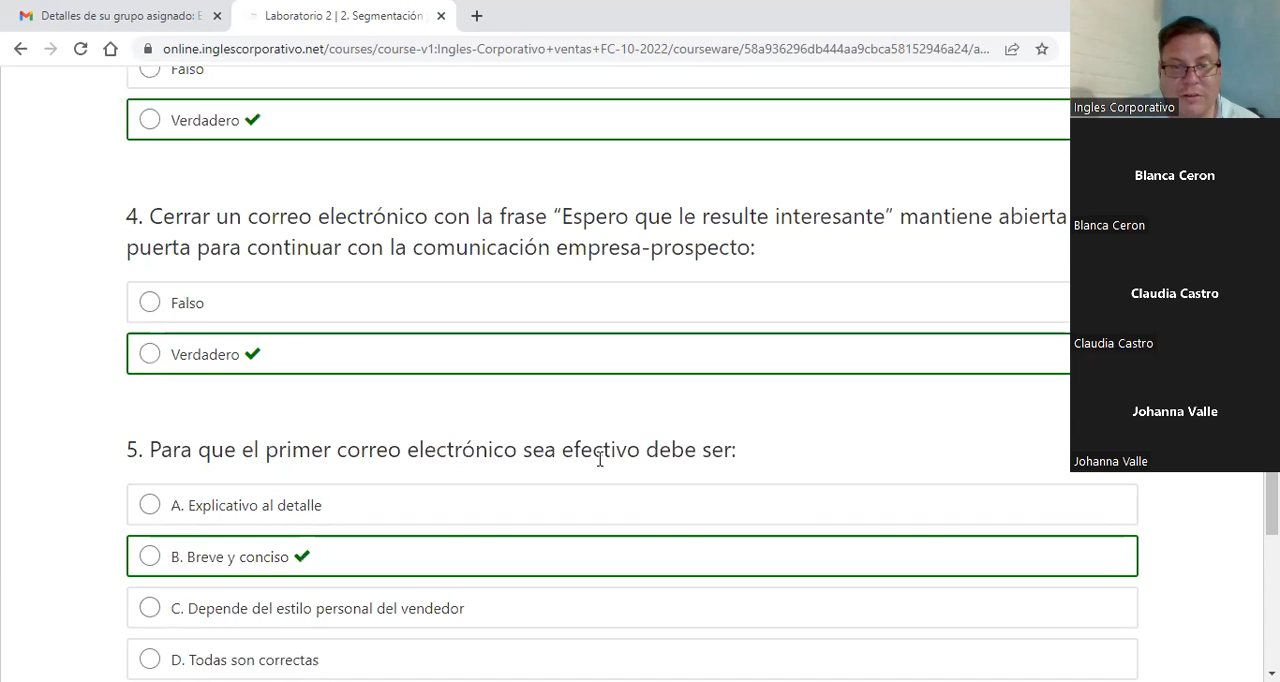 Detalles de su grupo asignado: E
Laboratorio 2 | 2. Segmentación
online.inglescorporativo.net/courses/course-v1:Ingles-Corporativo+ventas+FC-10-2022/courseware/58a936296db444aa9cbca58152946a24/a...
Falso
Verdadero
4. Cerrar un correo electrónico con la frase “Espero que le resulte interesante” mantiene abierta
puerta para continuar con la comunicación empresa-prospecto:
Falso
Verdadero
5. Para que el primer correo electrónico sea efectivo debe ser:
A. Explicativo al detalle
B. Breve y conciso
C. Depende del estilo personal del vendedor
D. Todas son correctas
Ingles Corporativo
Blanca Ceron
Blanca Ceron
Claudia Castro
Claudia Castro
Johanna Valle
Johanna Valle